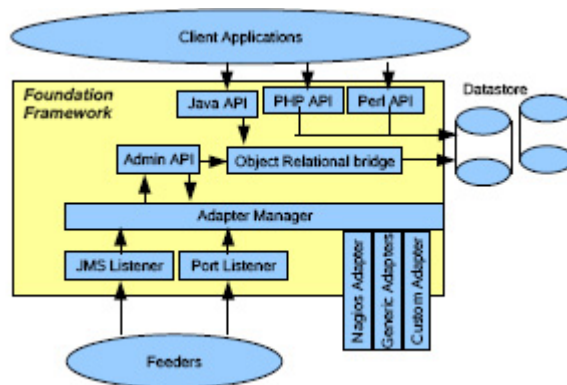 Client Applications
Foundation
Framework
Java API
PHP API
Perl API
Datastore
Admin API
Object Relational bridge
Adapter Manager
JMS Listener
Port Listener
Nagios Adapter
Generic Adapters
Custom Adapter
Feeders